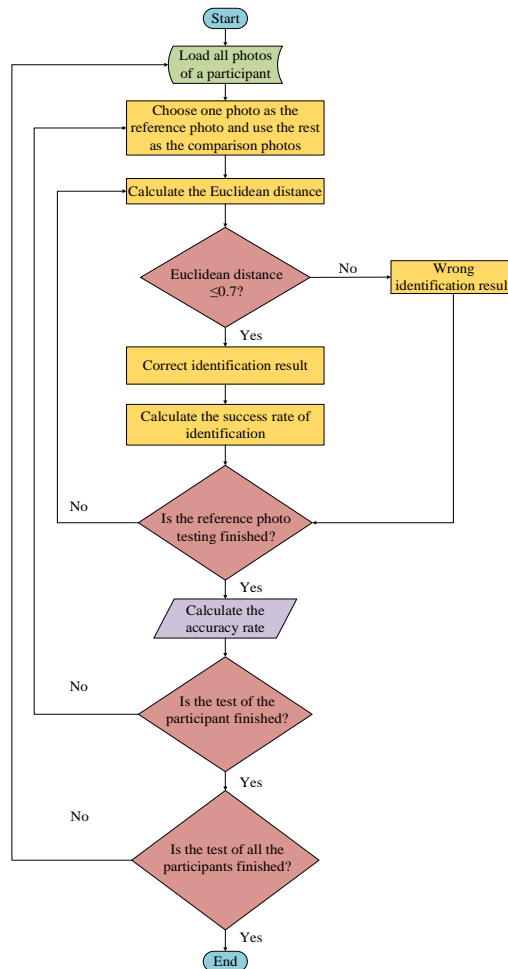 Start
Load all photos
of a participant
Choose one photo as the
reference photo and use the rest
as the comparison photos
Calculate the Euclidean distance
Euclidean distance
≤0.7?
No
Wrong
identification result
Yes
Correct identification result
Calculate the success rate of
identification
Is the reference photo
testing finished?
No
Yes
Calculate the
accuracy rate
Is the test of the
participant finished?
No
Yes
Is the test of all the
participants finished?
No
Yes
End